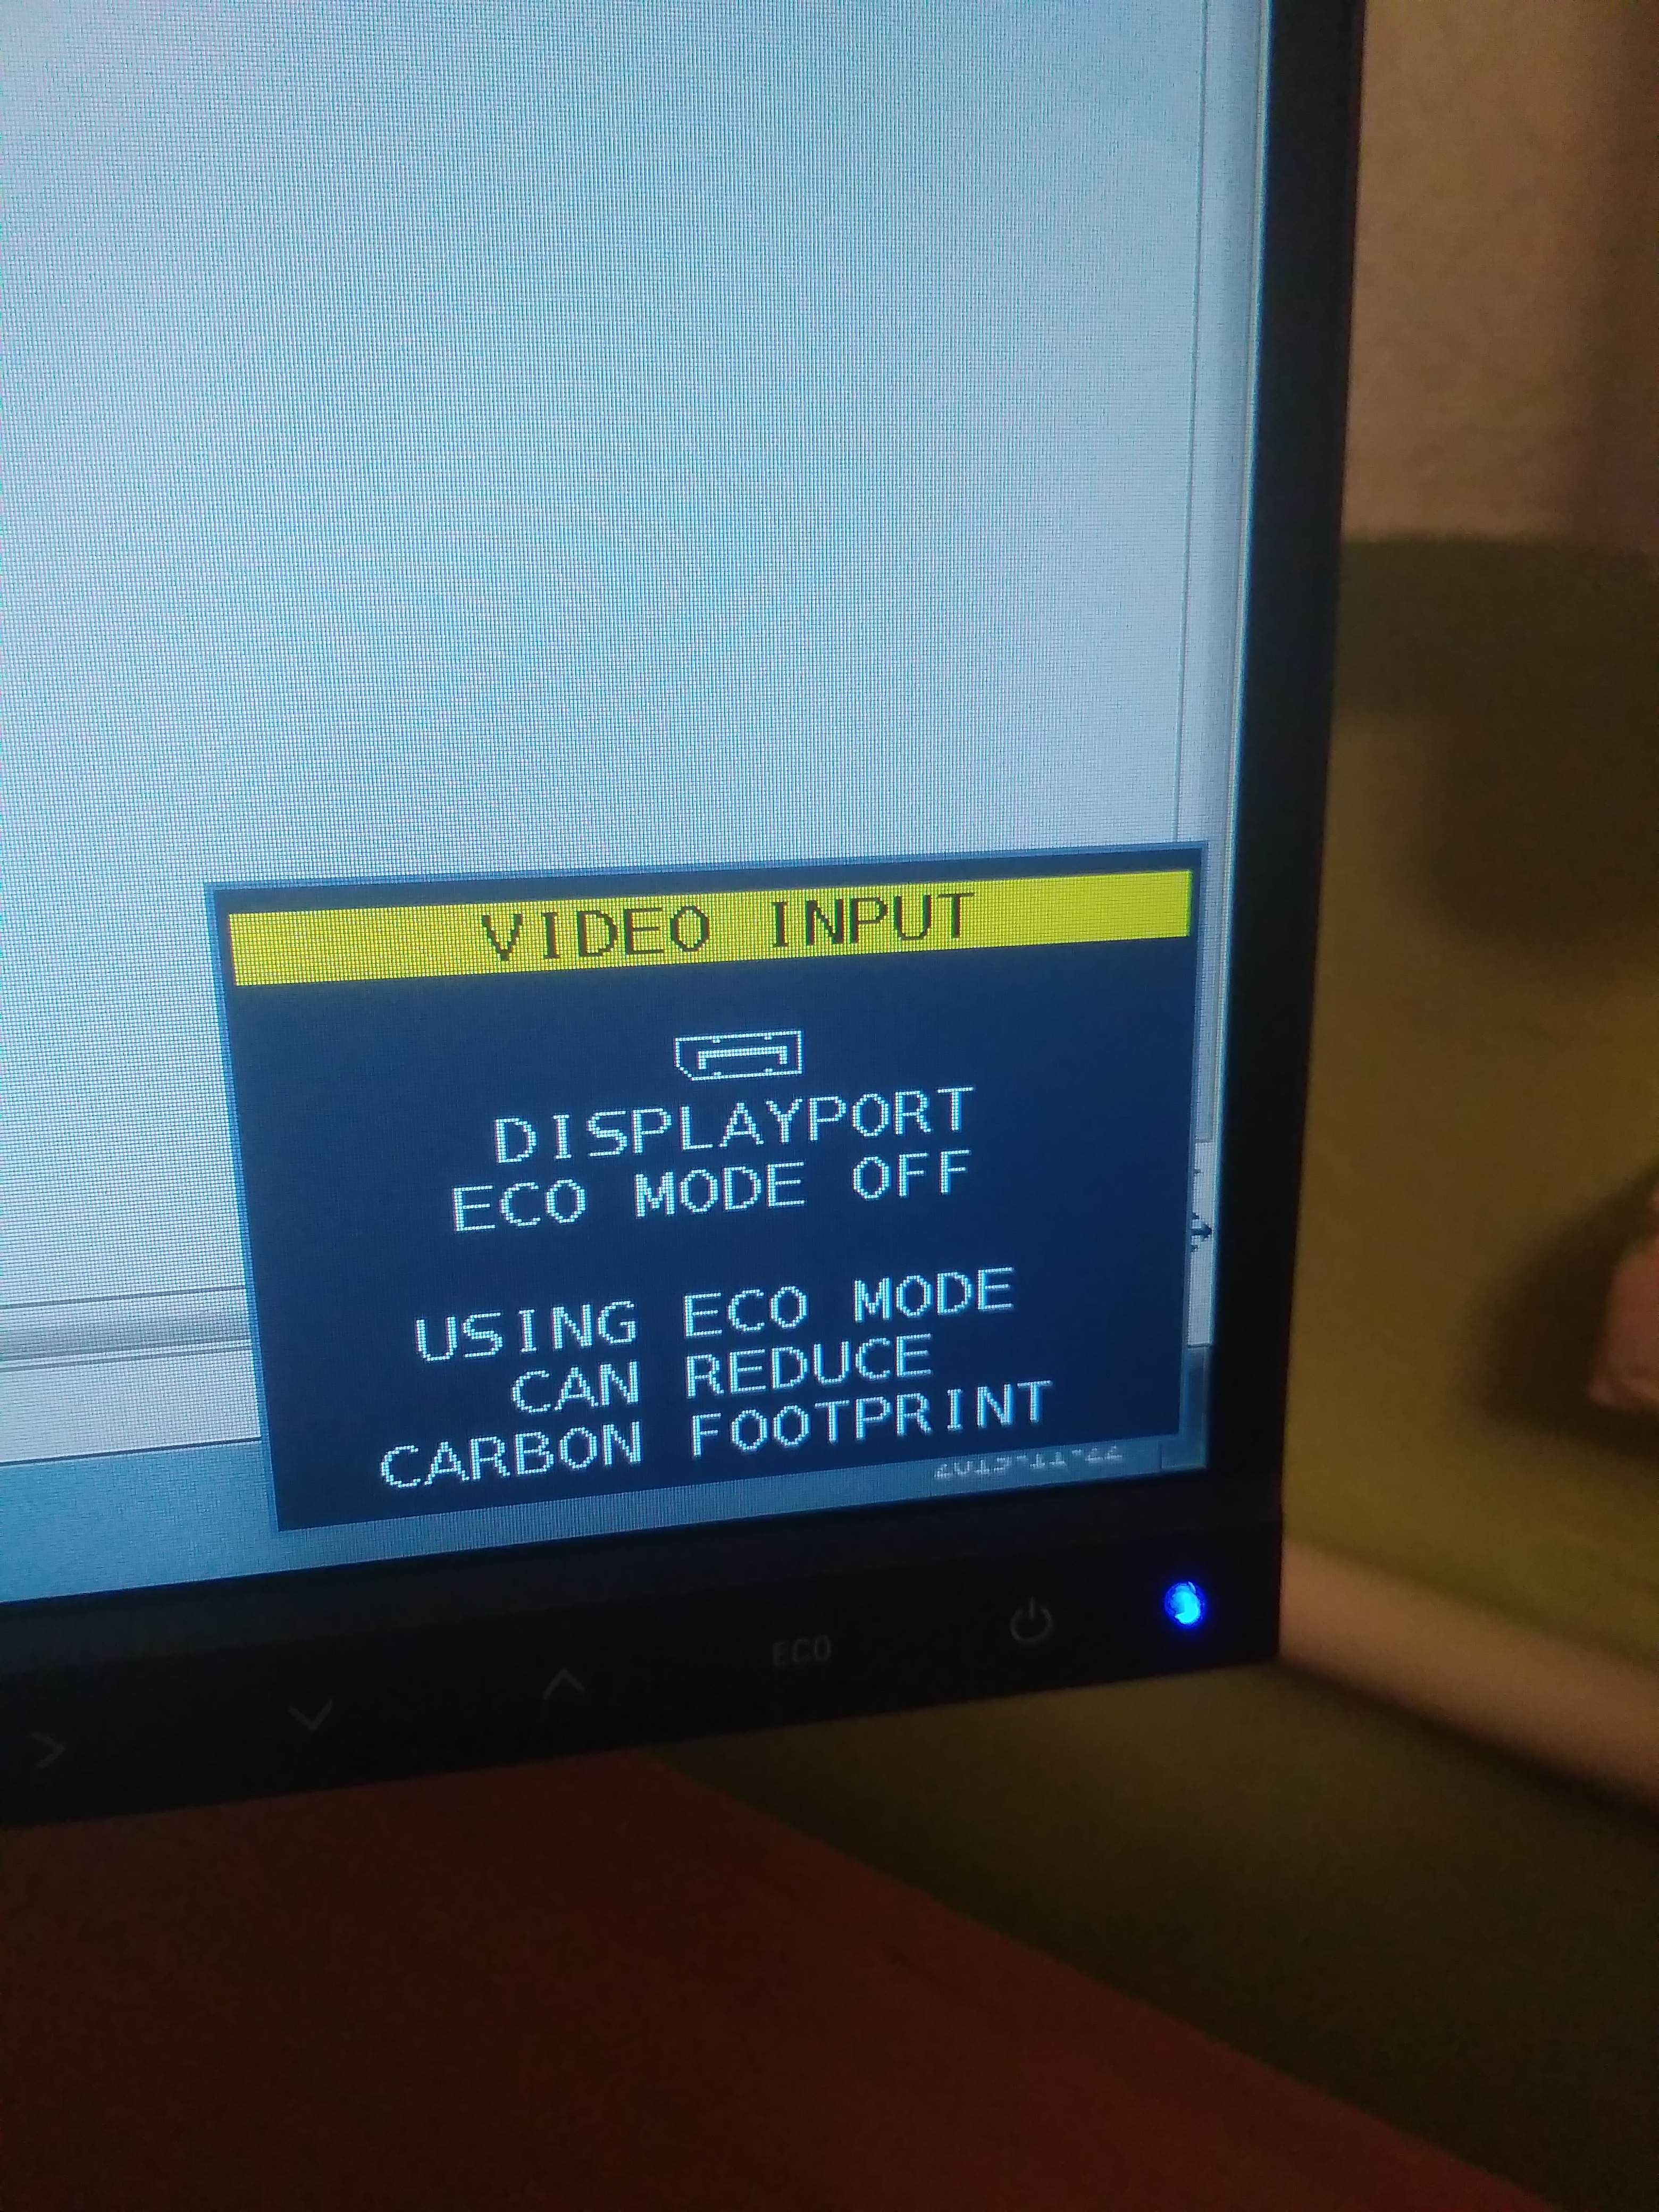 VIDEO INPUT
DISPLAYPORT
ECO MODE OFF
USING ECO MODE
CAN REDUCE
CARBON FOOTPRINT
ECO